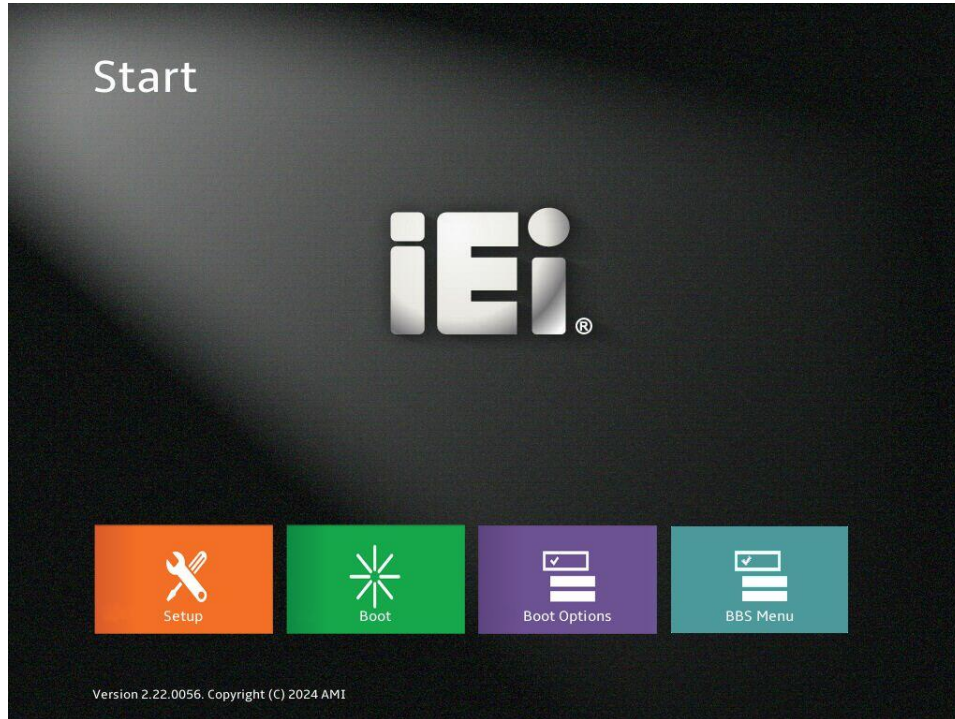 Start
iEi®
Setup
Boot
Boot Options
BBS Menu
Version 2.22.0056. Copyright (C) 2024 AMI